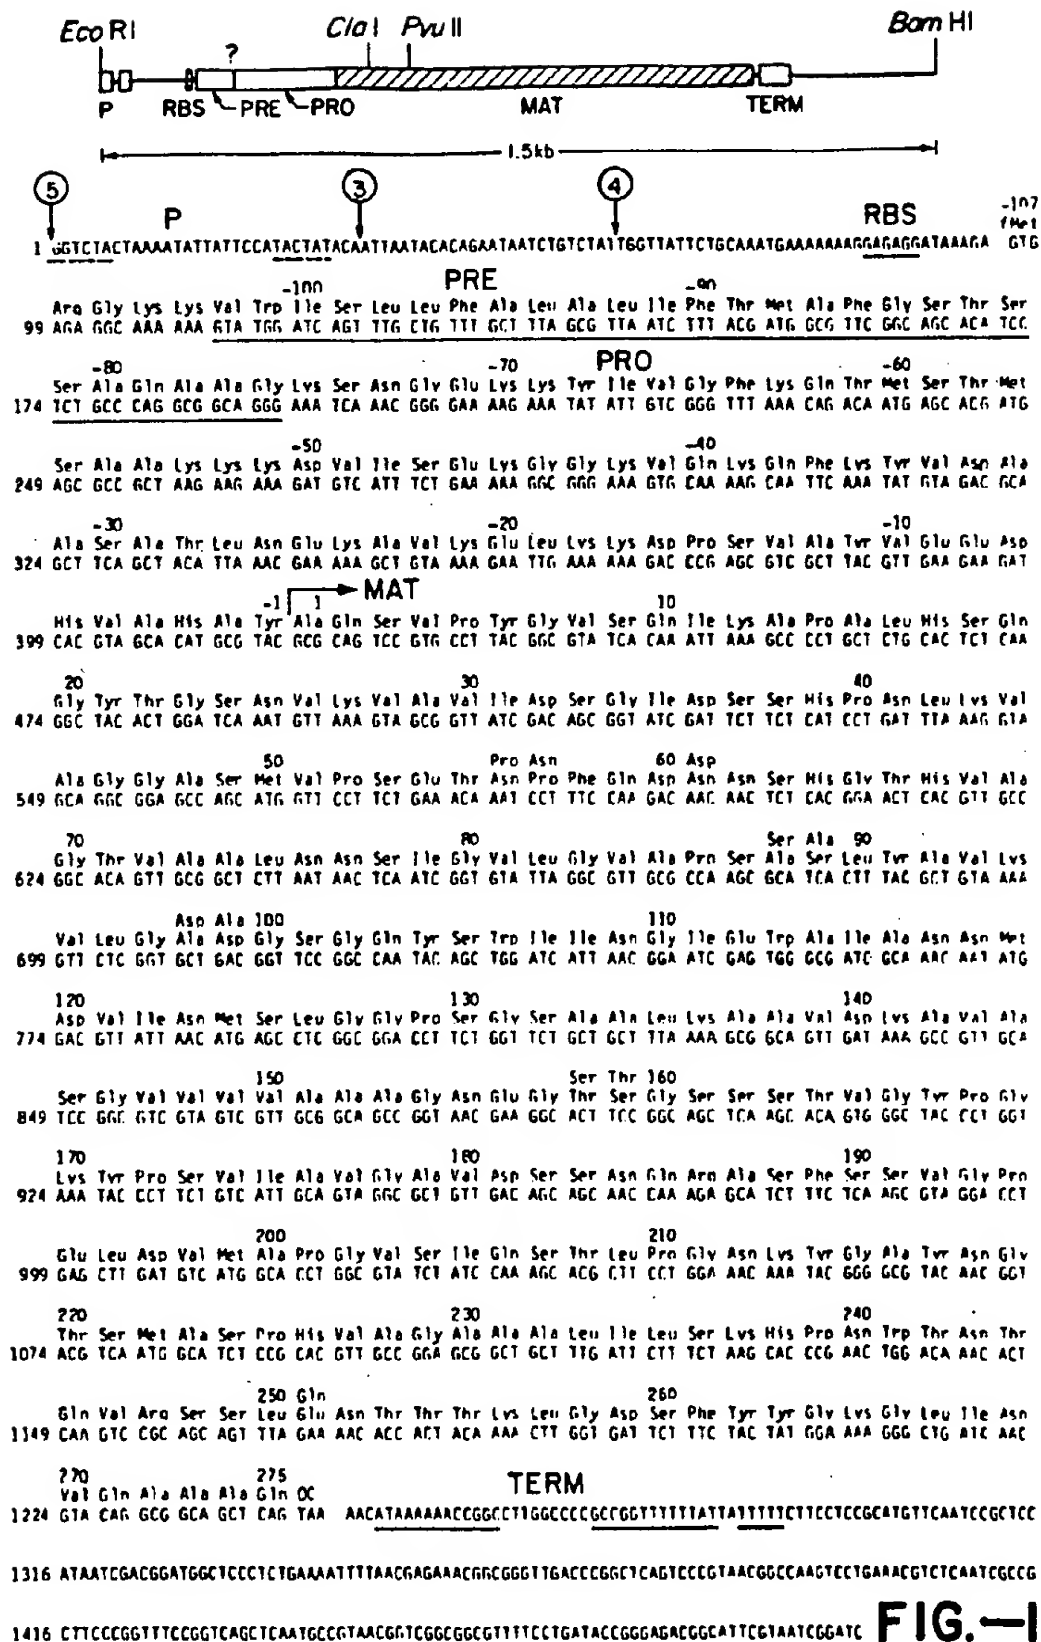 Eco RI
Cla I
Pvu II
Bam HI
?
P
RBS
PRE
PRO
MAT
TERM
1.5kb
5
3
4
P
RBS
-107
fMet
1 GGTCTACTAAAATATTATTCCATACTATACAATTAATACACAGAATAATCTGTCTATTGGTTATTCTGCAAATGAAAAAAAGGAGAGGATAAAGA GTG
PRE
-100 -90
Arg Gly Lys Lys Val Trp Ile Ser Leu Leu Phe Ala Leu Ala Leu Ile Phe Thr Met Ala Phe Gly Ser Thr Ser
99 AGA GGC AAA AAA GTA TGG ATC AGT TTG CTG TTT GCT TTA GCG TTA ATC TTT ACG ATG GCG TTC GGC AGC ACA TCC
PRO
-80 -70 -60
Ser Ala Gln Ala Ala Gly Lys Ser Asn Gly Glu Lys Lys Tyr Ile Val Gly Phe Lys Gln Thr Met Ser Thr Met
174 TCT GCC CAG GCG GCA GGG AAA TCA AAC GGG GAA AAG AAA TAT ATT GTC GGG TTT AAA CAG ACA ATG AGC ACG ATG
-50 -40
Ser Ala Ala Lys Lys Lys Asp Val Ile Ser Glu Lys Gly Gly Lys Val Gln Lys Gln Phe Lys Tyr Val Asp Ala
249 AGC GCC GCT AAG AAG AAA GAT GTC ATT TCT GAA AAA GGC GGG AAA GTG CAA AAG CAA TTC AAA TAT GTA GAC GCA
-30 -20 -10
Ala Ser Ala Thr Leu Asn Glu Lys Ala Val Lys Glu Leu Lys Lys Asp Pro Ser Val Ala Tyr Val Glu Glu Asp
324 GCT TCA GCT ACA TTA AAC GAA AAA GCT GTA AAA GAA TTG AAA AAA GAC CCG AGC GTC GCT TAC GTT GAA GAA GAT
-1 1 MAT 10
His Val Ala His Ala Tyr Ala Gln Ser Val Pro Tyr Gly Val Ser Gln Ile Lys Ala Pro Ala Leu His Ser Gln
399 CAC GTA GCA CAT GCG TAC GCG CAG TCC GTG CCT TAC GGC GTA TCA CAA ATT AAA GCC CCT GCT CTG CAC TCT CAA
20 30 40
Gly Tyr Thr Gly Ser Asn Val Lys Val Ala Val Ile Asp Ser Gly Ile Asp Ser Ser His Pro Asn Leu Lys Val
474 GGC TAC ACT GGA TCA AAT GTT AAA GTA GCG GTT ATC GAC AGC GGT ATC GAT TCT TCT CAT CCT GAT TTA AAG GTA
50 Pro Asn 60 Asp
Ala Gly Gly Ala Ser Met Val Pro Ser Glu Thr Asn Pro Phe Gln Asp Asn Asn Ser His Gly Thr His Val Ala
549 GCA GGC GGA GCC AGC ATG GTT CCT TCT GAA ACA AAT CCT TTC CAA GAC AAC AAC TCT CAC GGA ACT CAC GTT GCC
70 80 Ser Ala 90
Gly Thr Val Ala Ala Leu Asn Asn Ser Ile Gly Val Leu Gly Val Ala Pro Ser Ala Ser Leu Tyr Ala Val Lys
624 GGC ACA GTT GCG GCT CTT AAT AAC TCA ATC GGT GTA TTA GGC GTT GCG CCA AGC GCA TCA CTT TAC GCT GTA AAA
Asp Ala 100 110
Val Leu Gly Ala Asp Gly Ser Gly Gln Tyr Ser Trp Ile Ile Asn Gly Ile Glu Trp Ala Ile Ala Asn Asn Met
699 GTT CTC GGT GCT GAC GGT TCC GGC CAA TAC AGC TGG ATC ATT AAC GGA ATC GAG TGG GCG ATC GCA AAC AAT ATG
120 130 140
Asp Val Ile Asn Met Ser Leu Gly Gly Pro Ser Gly Ser Ala Ala Leu Lys Ala Ala Val Asp Lys Ala Val Ala
774 GAC GTT ATT AAC ATG AGC CTC GGC GGA CCT TCT GGT TCT GCT GCT TTA AAA GCG GCA GTT GAT AAA GCC GTT GCA
150 Ser Thr 160
Ser Gly Val Val Val Val Ala Ala Ala Gly Asn Glu Gly Thr Ser Gly Ser Ser Ser Thr Val Gly Tyr Pro Gly
849 TCC GGC GTC GTA GTC GTT GCG GCA GCC GGT AAC GAA GGC ACT TCC GGC AGC TCA AGC ACA GTG GGC TAC CCT GGT
170 180 190
Lys Tyr Pro Ser Val Ile Ala Val Gly Ala Val Asp Ser Ser Asn Gln Arg Ala Ser Phe Ser Ser Val Gly Pro
924 AAA TAC CCT TCT GTC ATT GCA GTA GGC GCT GTT GAC AGC AGC AAC CAA AGA GCA TCT TTC TCA AGC GTA GGA CCT
200 210
Glu Leu Asp Val Met Ala Pro Gly Val Ser Ile Gln Ser Thr Leu Pro Gly Asn Lys Tyr Gly Ala Tyr Asn Gly
999 GAG CTT GAT GTC ATG GCA CCT GGC GTA TCT ATC CAA AGC ACG CTT CCT GGA AAC AAA TAC GGG GCG TAC AAC GGT
220 230 240
Thr Ser Met Ala Ser Pro His Val Ala Gly Ala Ala Ala Leu Ile Leu Ser Lys His Pro Asn Trp Thr Asn Thr
1074 ACG TCA ATG GCA TCT CCG CAC GTT GCC GGA GCG GCT GCT TTG ATT CTT TCT AAG CAC CCG AAC TGG ACA AAC ACT
250 Gln 260
Gln Val Arg Ser Ser Leu Glu Asn Thr Thr Thr Lys Leu Gly Asp Ser Phe Tyr Tyr Gly Lys Gly Leu Ile Asn
1149 CAA GTC CGC AGC AGT TTA GAA AAC ACC ACT ACA AAA CTT GGT GAT TCT TTC TAC TAT GGA AAA GGG CTG ATC AAC
270 275 TERM
Val Gln Ala Ala Ala Gln OC
1224 GTA CAG GCG GCA GCT CAG TAA AACATAAAAAACCGGCCTTGGCCCCGCCGGTTTTTTATTATTTTTCTTCCTCCGCATGTTCAATCCGCTCC
1316 ATAATCGACGGATGGCTCCCTCTGAAAATTTTAACGAGAAACGGCGGGTTGACCCGGCTCAGTCCCGTAACGGCCAAGTCCTGAAACGTCTCAATCGCCG
1416 CTTCCCGGTTTCCGGTCAGCTCAATGCCGTAACGGTCGGCGGCGTTTTCCTGATACCGGGAGACGGCATTCGTAATCGGATC
FIG.—1